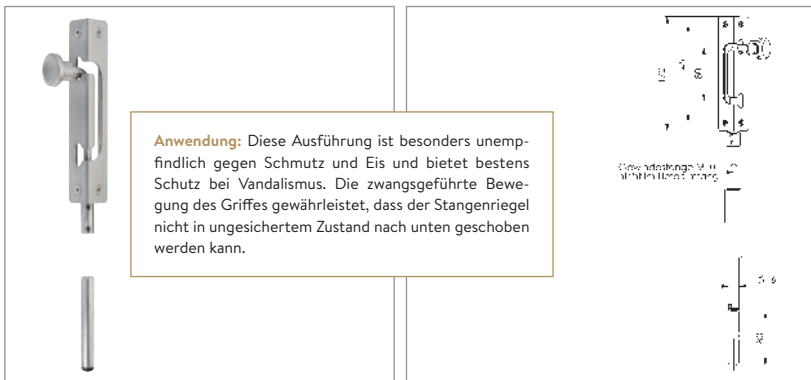 Anwendung: Diese Ausführung ist besonders unemp-
findlich gegen Schmutz und Eis und bietet bestens
Schutz bei Vandalismus. Die zwangsgeführte Bewe-
gung des Griffes gewährleistet, dass der Stangenriegel
nicht in ungesichertem Zustand nach unten geschoben
werden kann.